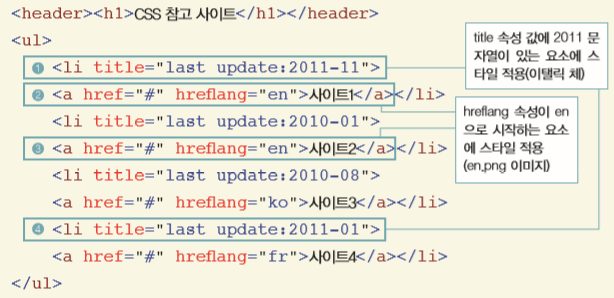 <header><h1>CSS 참고 사이트</h1></header>
<ul>
❶ <li title="last update:2011-11">
❷ <a href="#" hreflang="en">사이트1</a></li>
<li title="last update:2010-01">
❸ <a href="#" hreflang="en">사이트2</a></li>
<li title="last update:2010-08">
<a href="#" hreflang="ko">사이트3</a></li>
❹ <li title="last update:2011-01">
<a href="#" hreflang="fr">사이트4</a></li>
</ul>
title 속성 값에 2011 문
자열이 있는 요소에 스
타일 적용(이탤릭 체)
hreflang 속성이 en
으로 시작하는 요소
에 스타일 적용
(en.png 이미지)